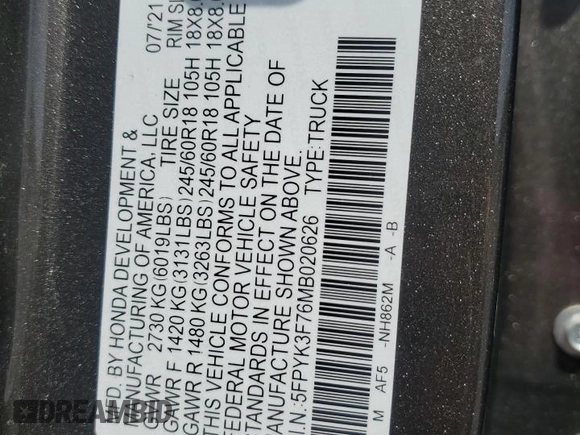 D. BY HONDA DEVELOPMENT &
MANUFACTURING OF AMERICA, LLC 07/'21
GVWR 2730 KG(6019LBS) TIRE SIZE RIM SI
GAWR F 1420 KG(3131LBS)245/60R18 105H 18X8.
GAWR R 1480 KG(3263LBS)245/60R18 105H 18X8.
THIS VEHICLE CONFORMS TO ALL APPLICABLE
FEDERAL MOTOR VEHICLE SAFETY
STANDARDS IN EFFECT ON THE DATE OF
MANUFACTURE SHOWN ABOVE.
I.N.:5FPYK3F76MB020626 TYPE:TRUCK
M AF5 -NH862M -A -B
DREAMBID